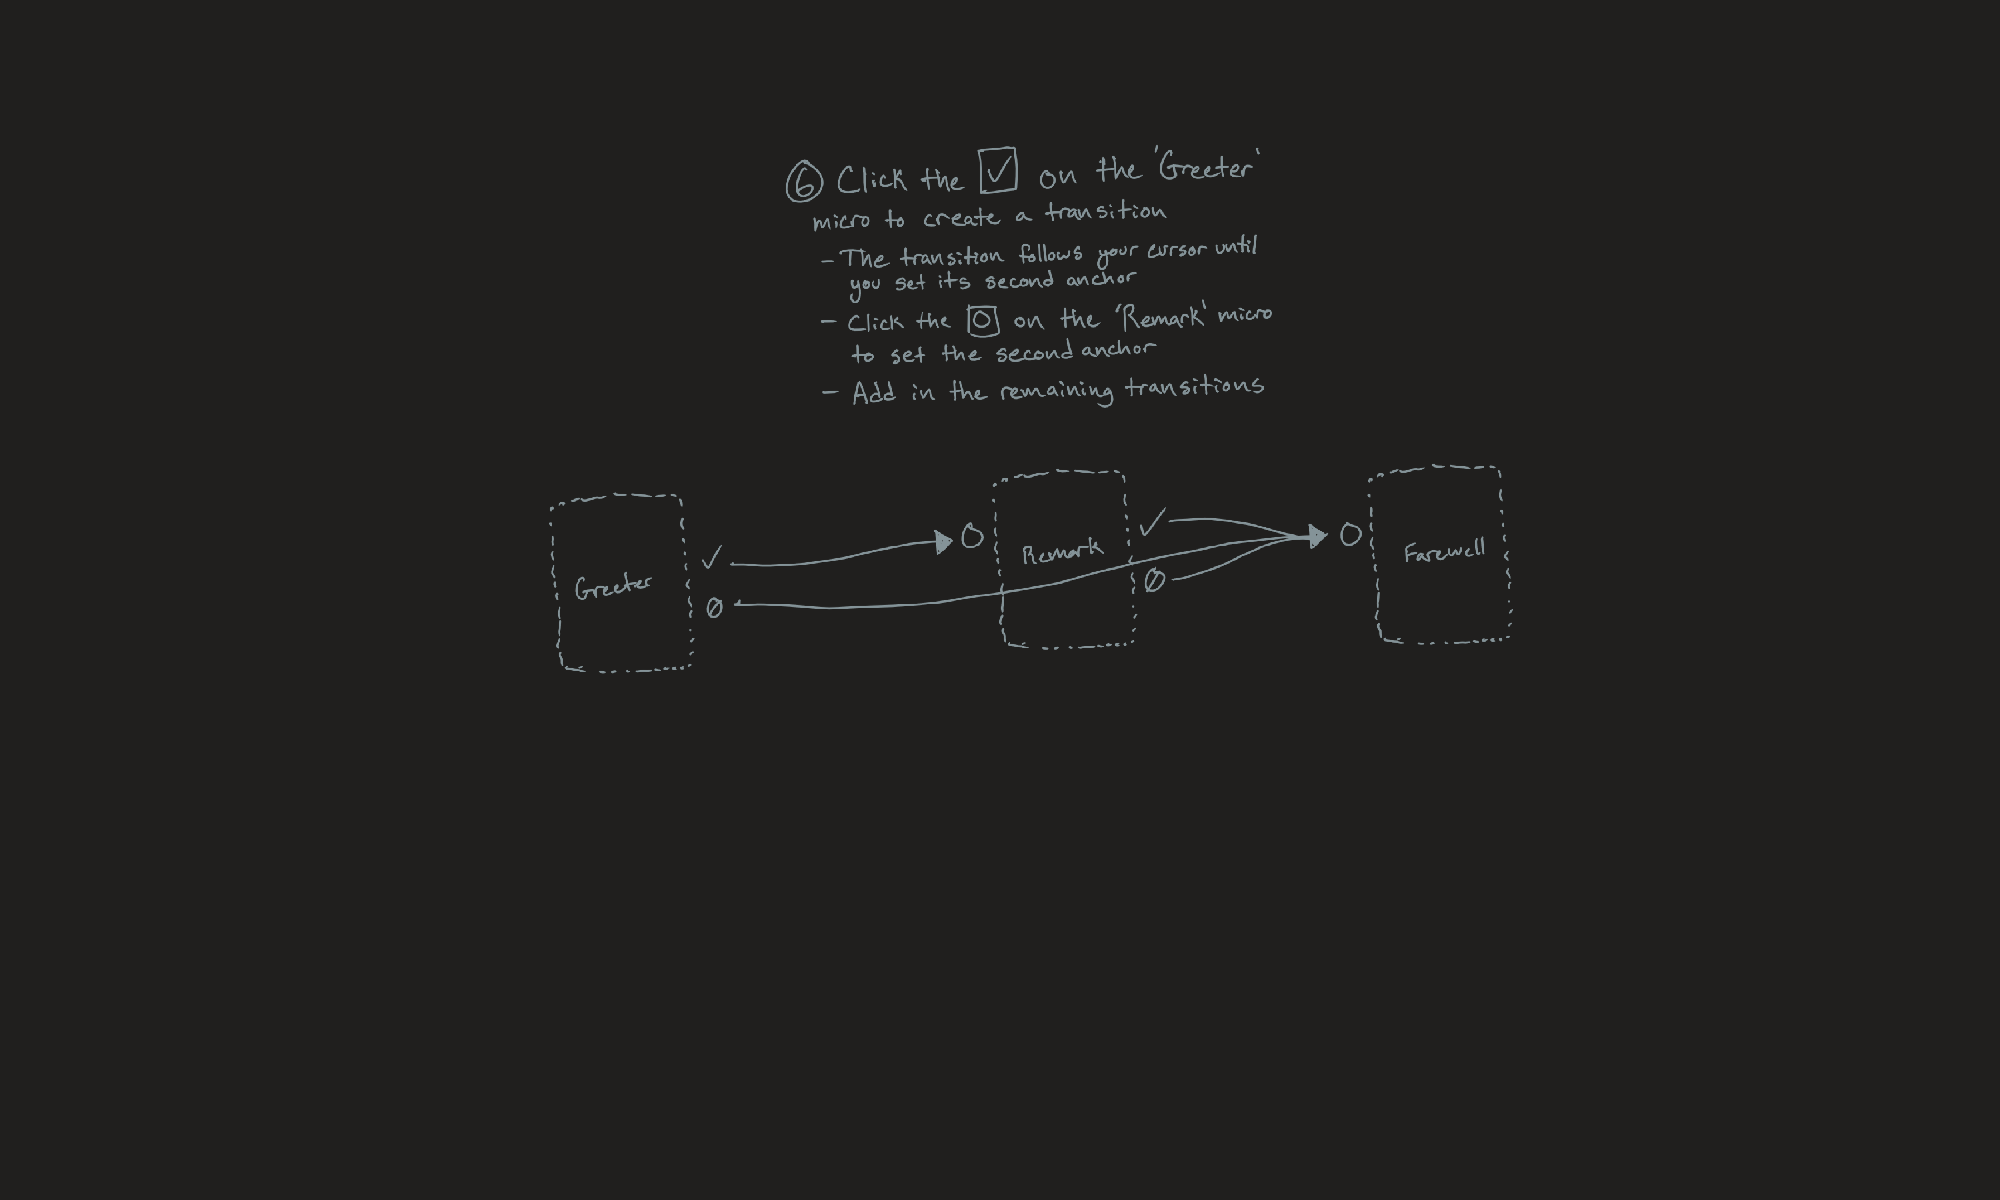 6 Click the ✓ on the 'Greeter'
micro to create a transition
- The transition follows your cursor until
you set its second anchor
- Click the O on the 'Remark' micro
to set the second anchor
- Add in the remaining transitions
Greeter
Remark
Farewell